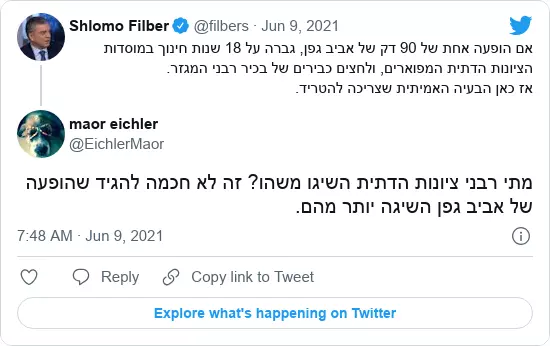 Shlomo Filber @filbers · Jun 9, 2021
אם הופעה אחת של 90 דק של אביב גפן, גברה על 18 שנות חינוך במוסדות
הציונות הדתית המפוארים, ולחצים כבירים של בכיר רבני המגזר.
אז כאן הבעיה האמיתית שצריכה להטריד.
maor eichler
@EichlerMaor
מתי רבני ציונות הדתית השיגו משהו? זה לא חכמה להגיד שהופעה
של אביב גפן השיגה יותר מהם.
7:48 AM · Jun 9, 2021
Reply Copy link to Tweet
Explore what's happening on Twitter